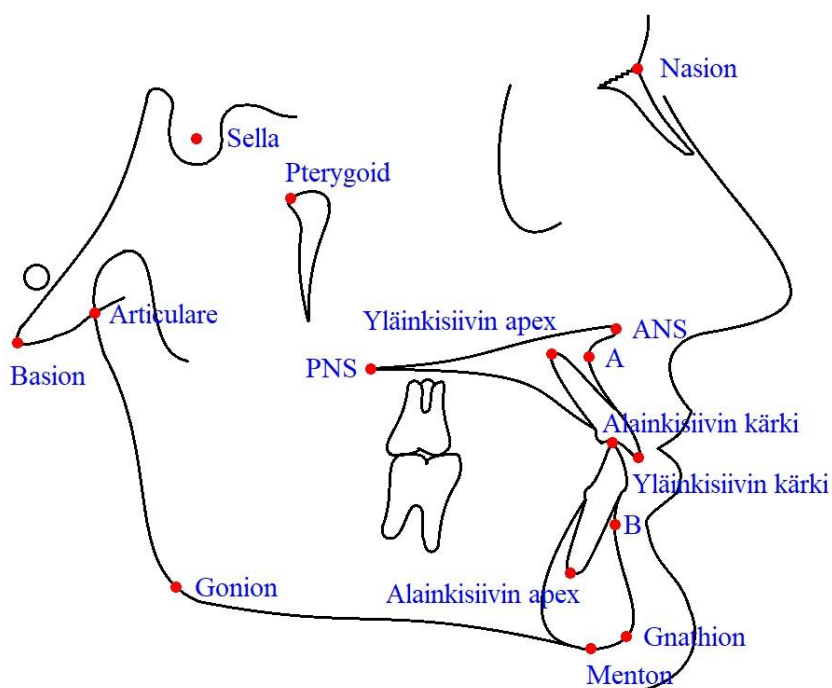 Nasion
Sella
Pterygoid
Articulare
Yläinkisiivin apex
ANS
Basion
PNS
A
Alainkisiivin kärki
Yläinkisiivin kärki
B
Gonion
Alainkisiivin apex
Gnathion
Menton